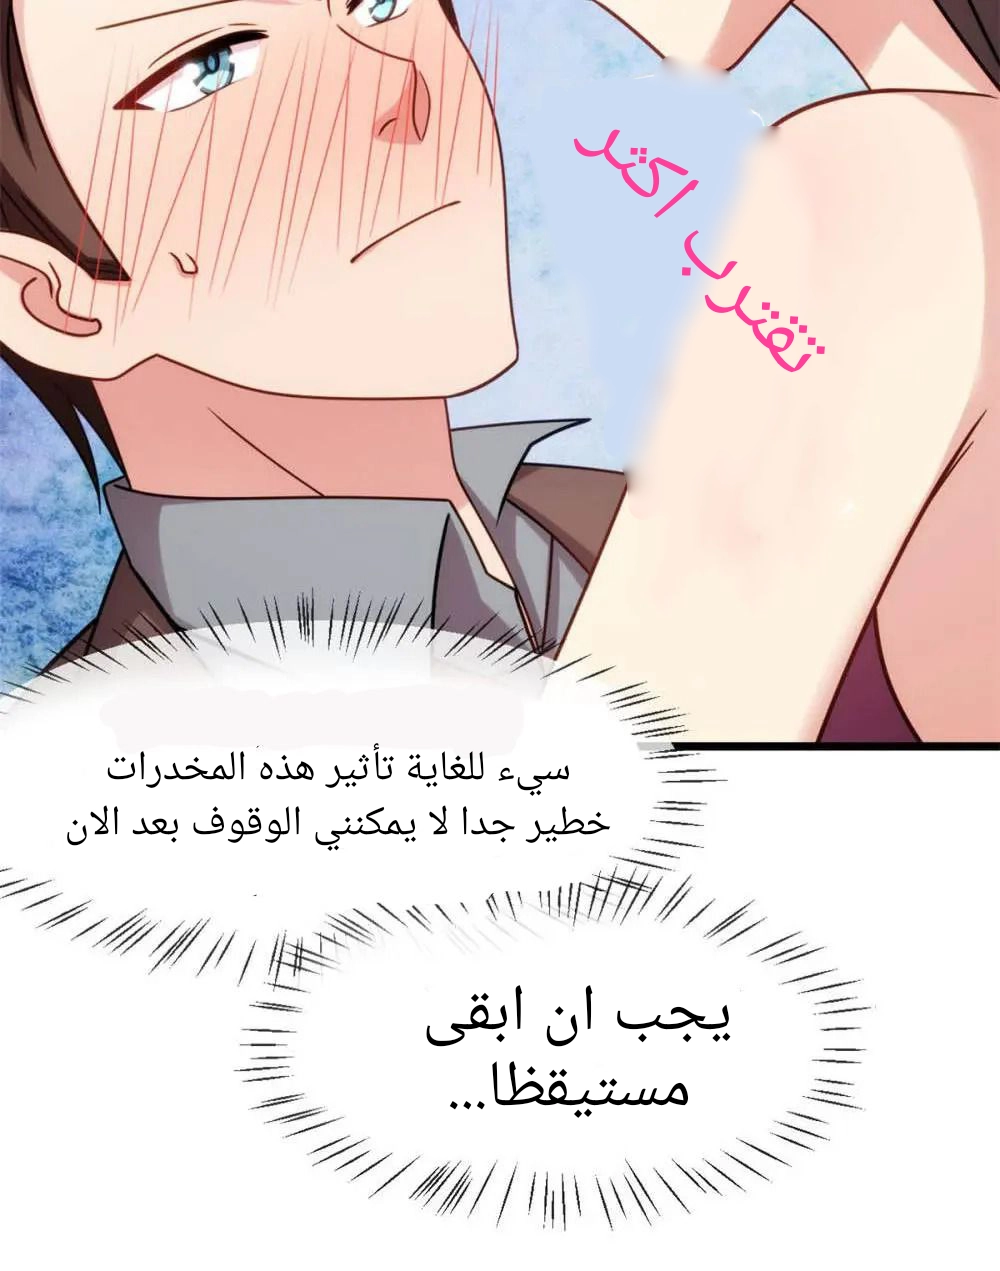 تقترب اكثر
سيء للغاية تأثير هذه المخدرات
خطير جدا لا يمكنني الوقوف بعد الان
يجب ان ابقى
مستيقظا...